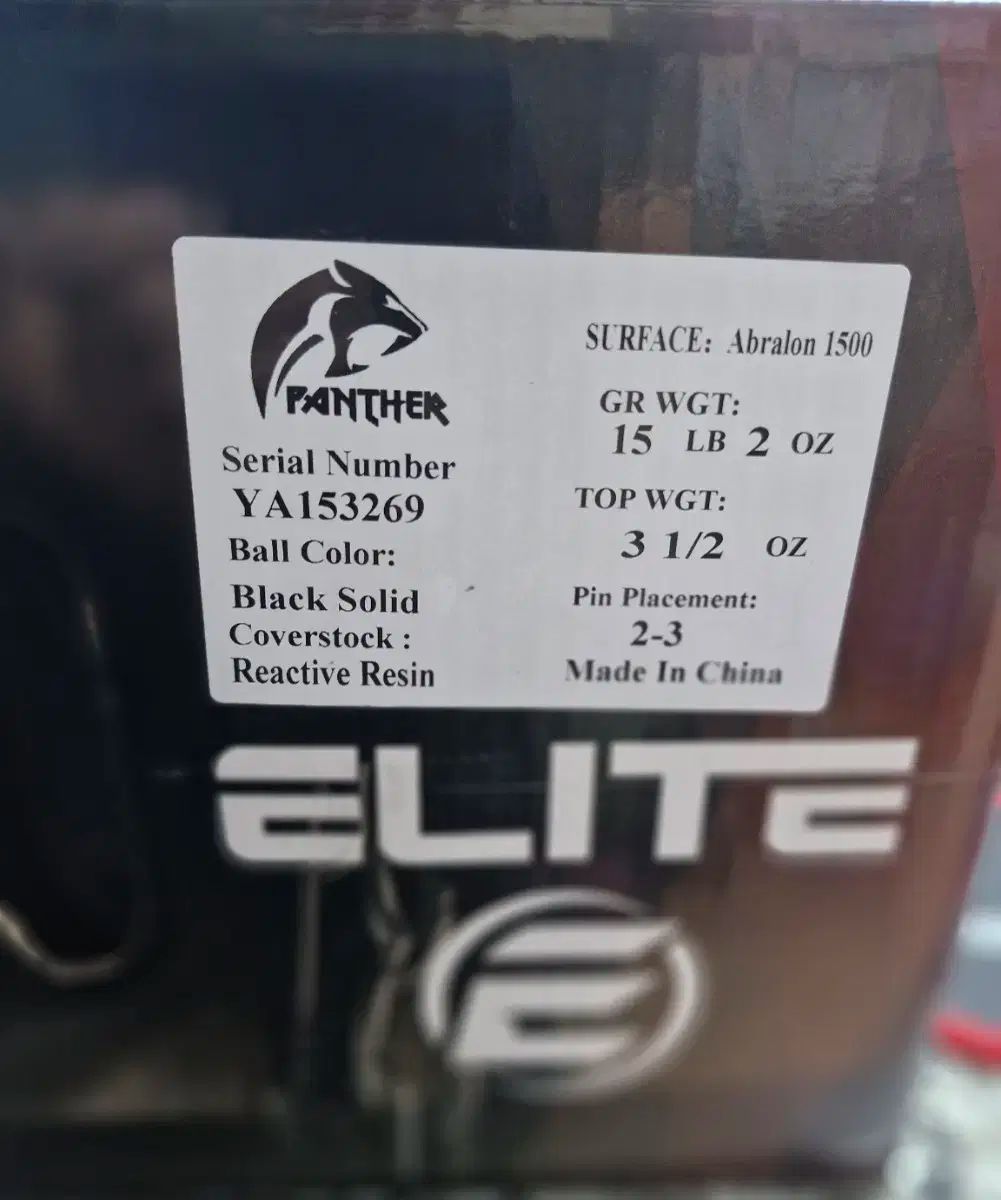 PANTHER
Serial Number
YA153269
Ball Color:
Black Solid
Coverstock :
Reactive Resin
SURFACE: Abralon 1500
GR WGT:
15 LB 2 OZ
TOP WGT:
3 1/2 OZ
Pin Placement:
2-3
Made In China
ELITE
E